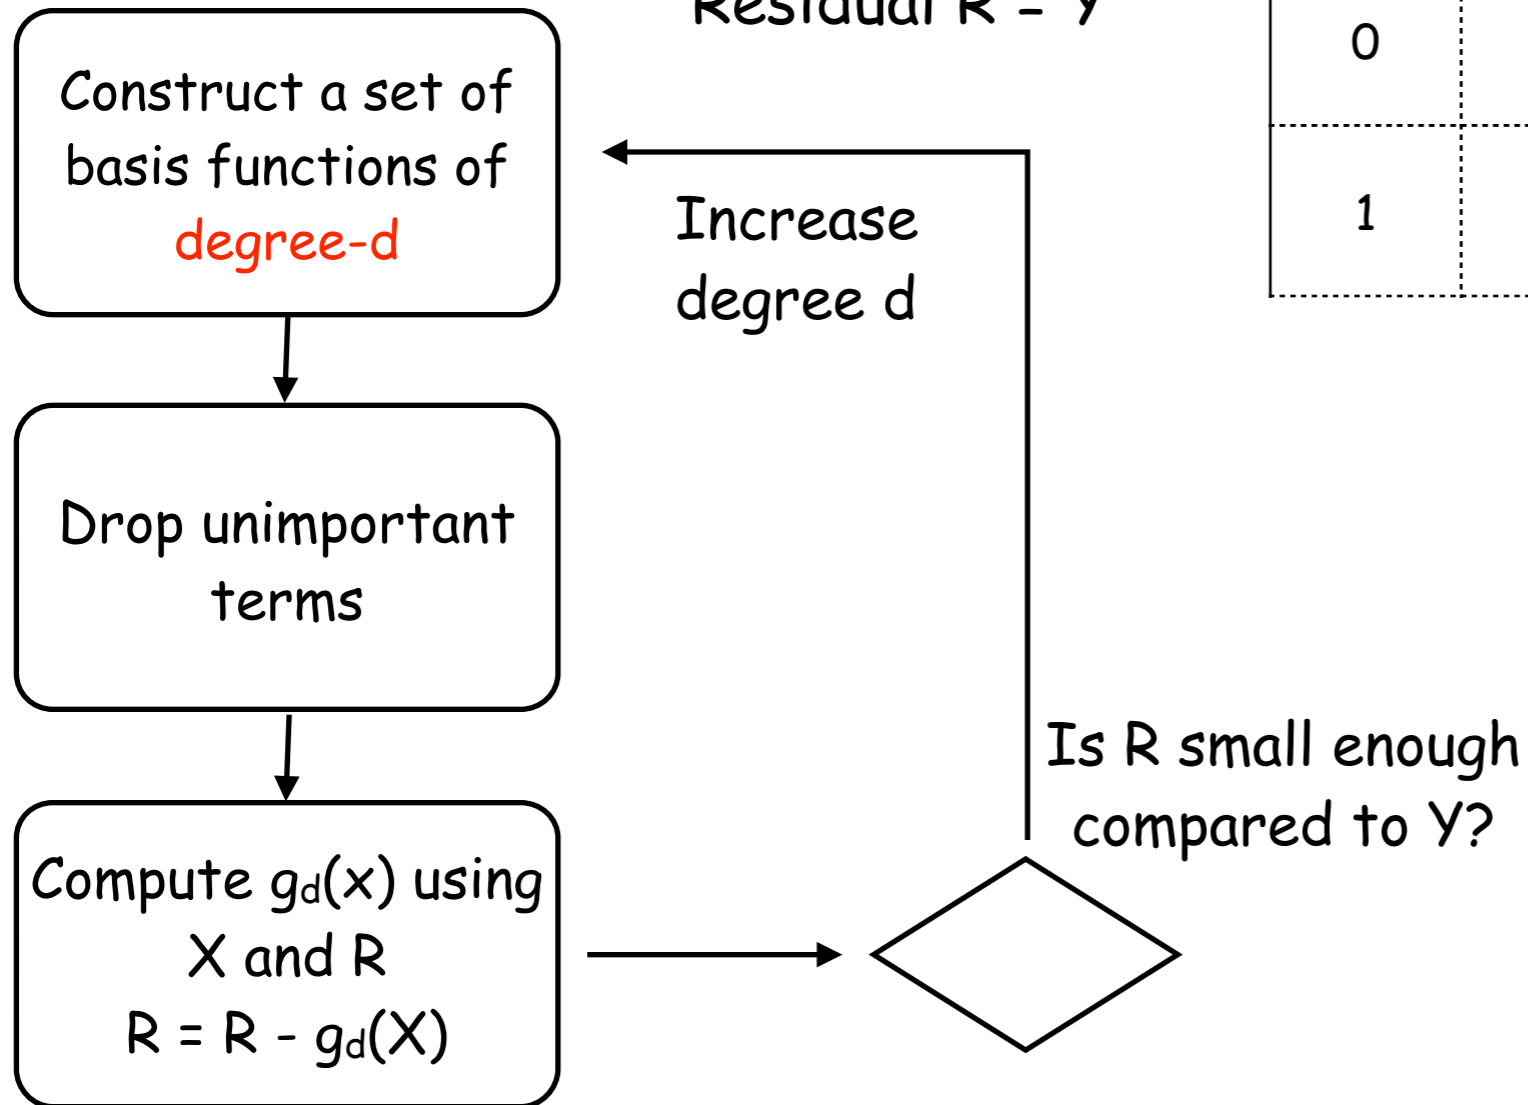 Residual R = Y
0
1
Construct a set of
basis functions of
degree-d
Increase
degree d
Drop unimportant
terms
Is R small enough
compared to Y?
Compute gd(x) using
X and R
R = R - gd(X)